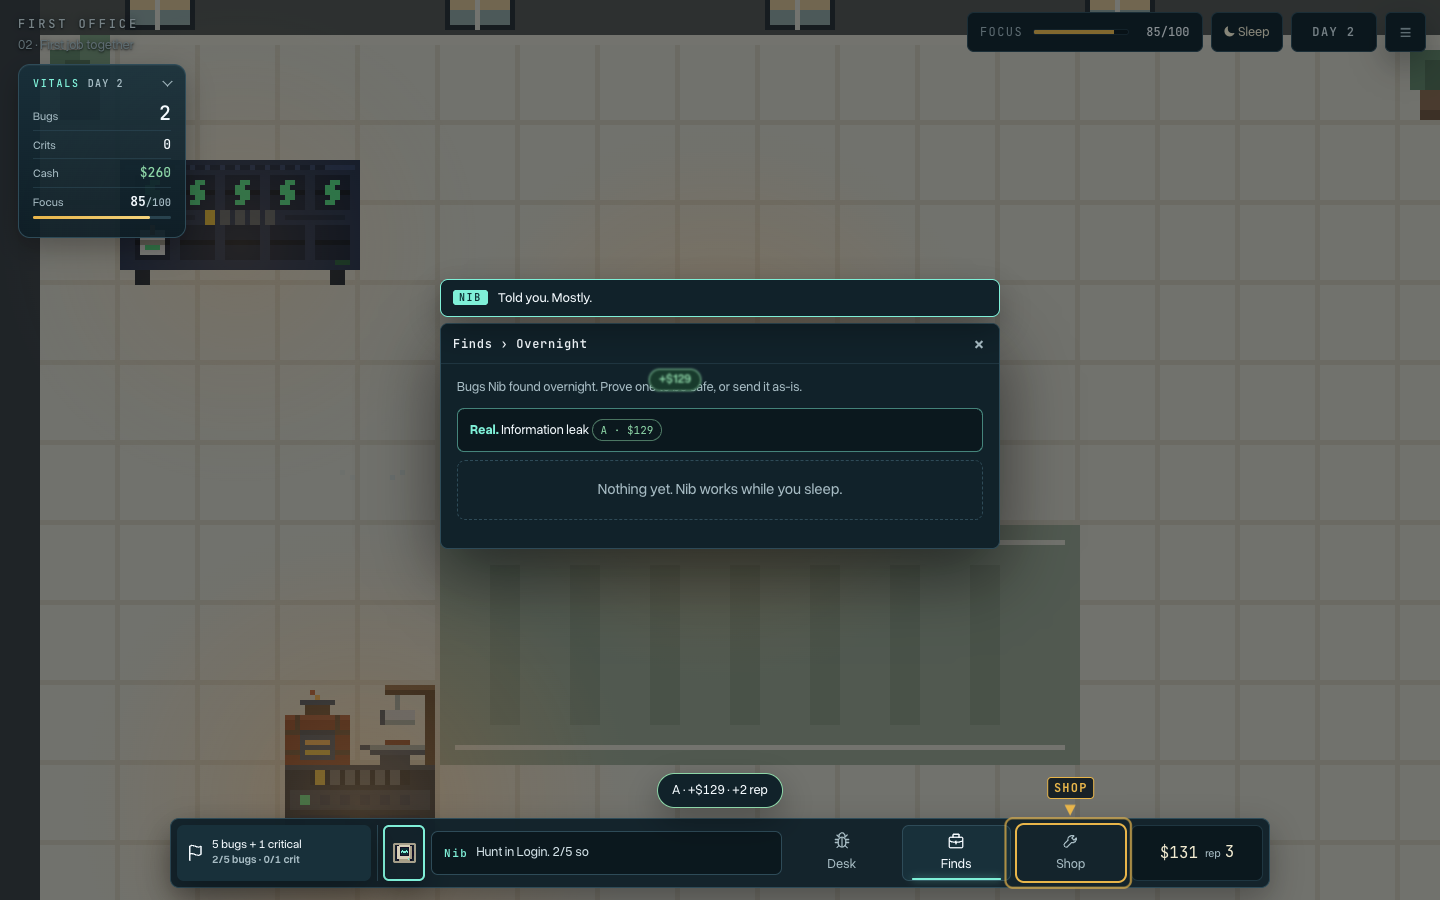 FIRST OFFICE
02 · First job together
FOCUS 85/100
Sleep
DAY 2
VITALS DAY 2
Bugs 2
Crits 0
Cash $260
Focus 85/100
NIB Told you. Mostly.
Finds › Overnight ×
+$129
Bugs Nib found overnight. Prove one safe, or send it as-is.
Real. Information leak A · $129
Nothing yet. Nib works while you sleep.
A · +$129 · +2 rep
SHOP
5 bugs + 1 critical
2/5 bugs · 0/1 crit
Nib Hunt in Login. 2/5 so
Desk
Finds
Shop
$131 rep 3